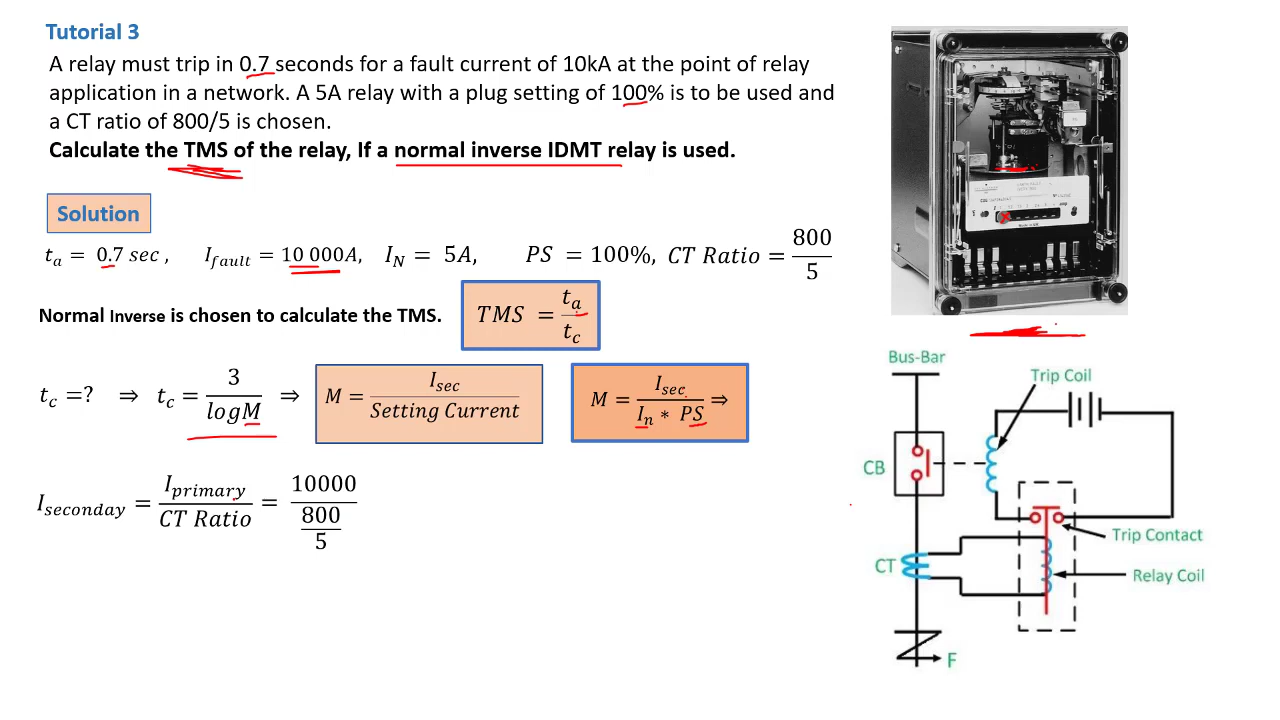 Tutorial 3
A relay must trip in 0.7 seconds for a fault current of 10kA at the point of relay
application in a network. A 5A relay with a plug setting of 100% is to be used and
a CT ratio of 800/5 is chosen.
Calculate the TMS of the relay, If a normal inverse IDMT relay is used.
Solution
t_a = 0.7 sec , I_fault = 10 000A, I_N = 5A, PS = 100%, CT Ratio = 800/5
Normal Inverse is chosen to calculate the TMS. TMS = t_a/t_c
t_c =? ⇒ t_c = 3/logM ⇒ M = I_sec/Setting Current M = I_sec/(I_n * PS) ⇒
I_seconday = I_primary/CT Ratio = 10000/(800/5)
Bus-Bar
Trip Coil
CB
Trip Contact
CT
Relay Coil
F